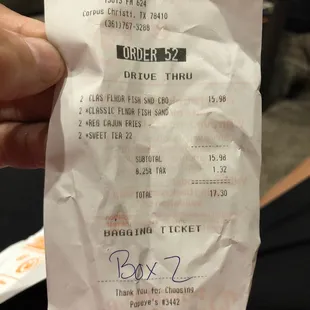 Corpus Christi, TX 78410
(361)767-3288
ORDER 52
DRIVE THRU
2 CLAS FLNDR FISH SND CBO 15.98
2 *CLASSIC FLNDR FISH SAND
2 *REG CAJUN FRIES
2 *SWEET TEA 22
SUBTOTAL 15.98
8.25% TAX 1.32
TOTAL 17.30
BAGGING TICKET
Box 2
Thank You for Choosing
Popeye's #3442